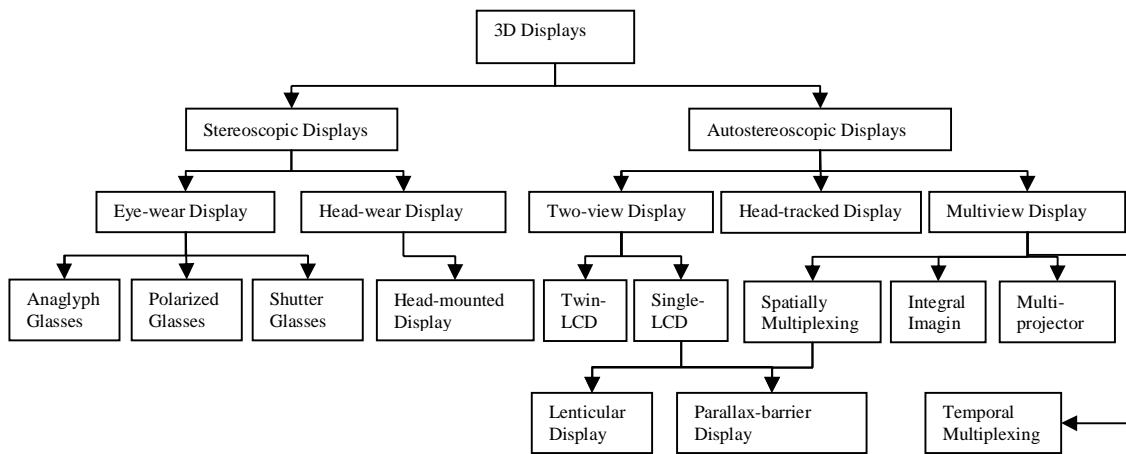 3D Displays
Stereoscopic Displays
Autostereoscopic Displays
Eye-wear Display
Head-wear Display
Two-view Display
Head-tracked Display
Multiview Display
Anaglyph
Glasses
Polarized
Glasses
Shutter
Glasses
Head-mounted
Display
Twin-
LCD
Single-
LCD
Spatially
Multiplexing
Integral
Imagin
Multi-
projector
Lenticular
Display
Parallax-barrier
Display
Temporal
Multiplexing